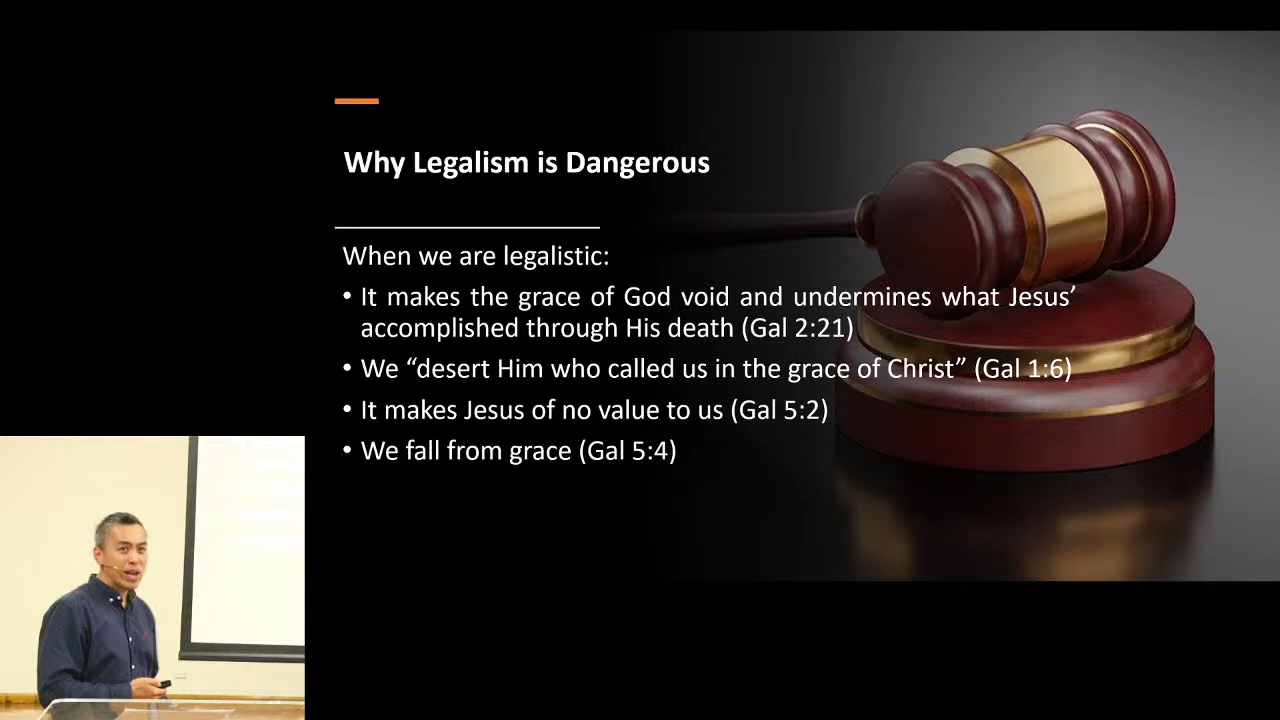 Why Legalism is Dangerous
When we are legalistic:
• It makes the grace of God void and undermines what Jesus’
accomplished through His death (Gal 2:21)
• We “desert Him who called us in the grace of Christ” (Gal 1:6)
• It makes Jesus of no value to us (Gal 5:2)
• We fall from grace (Gal 5:4)